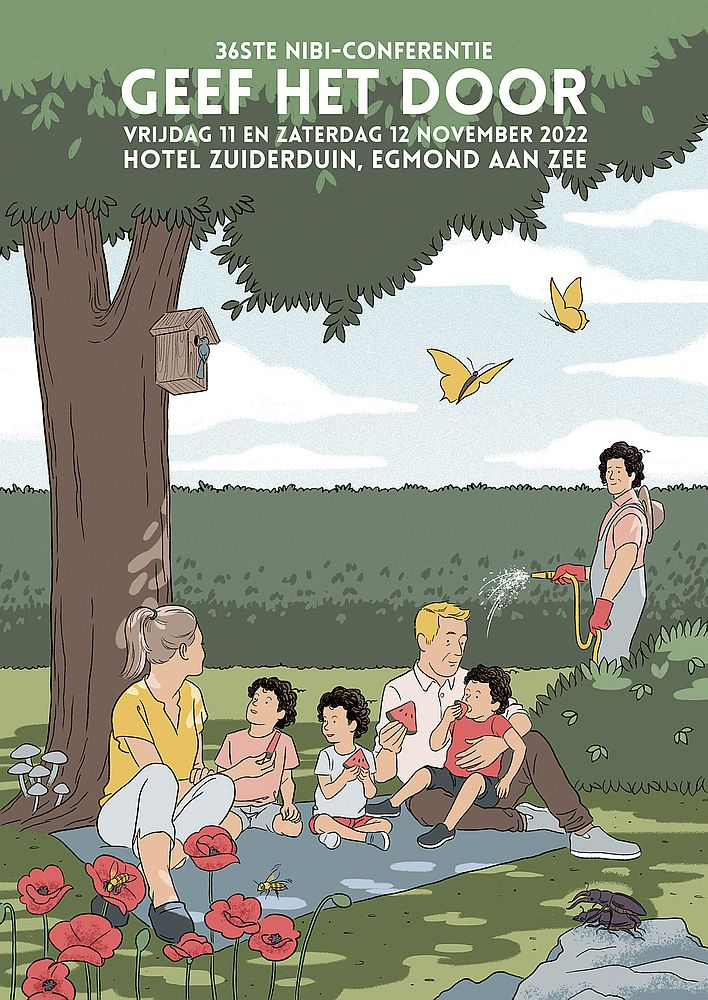 36STE NIBI-CONFERENTIE
GEEF HET DOOR
VRIJDAG 11 EN ZATERDAG 12 NOVEMBER 2022
HOTEL ZUIDERDUIN, EGMOND AAN ZEE